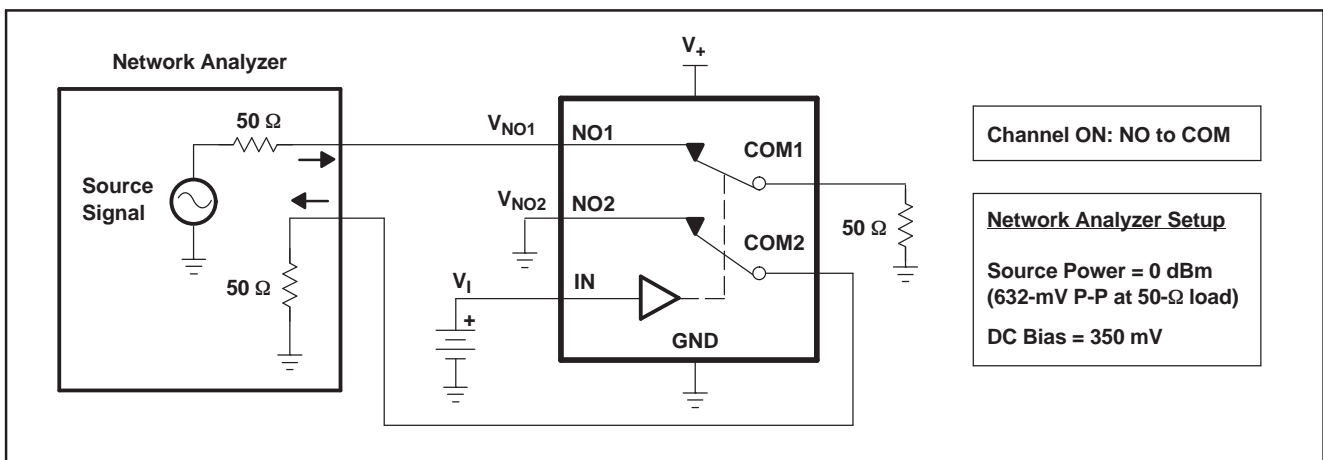 Network Analyzer
50 Ω
Source
Signal
50 Ω
V+
VNO1
NO1
COM1
VNO2
NO2
COM2
50 Ω
VI
IN
+
GND
Channel ON: NO to COM
Network Analyzer Setup
Source Power = 0 dBm
(632-mV P-P at 50-Ω load)
DC Bias = 350 mV